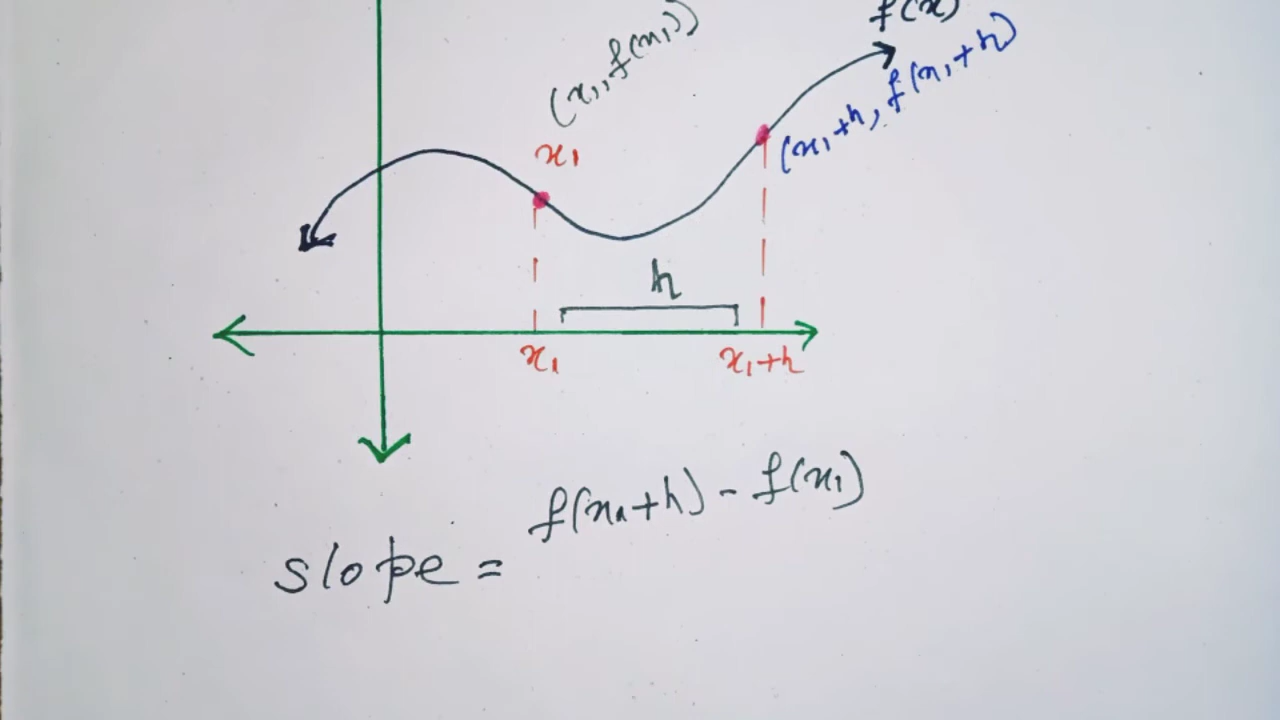 f(x)
(x₁, f(x₁))
(x₁+h, f(x₁+h)
x₁
h
x₁
x₁+h
f(x₁+h) - f(x₁)
slope =